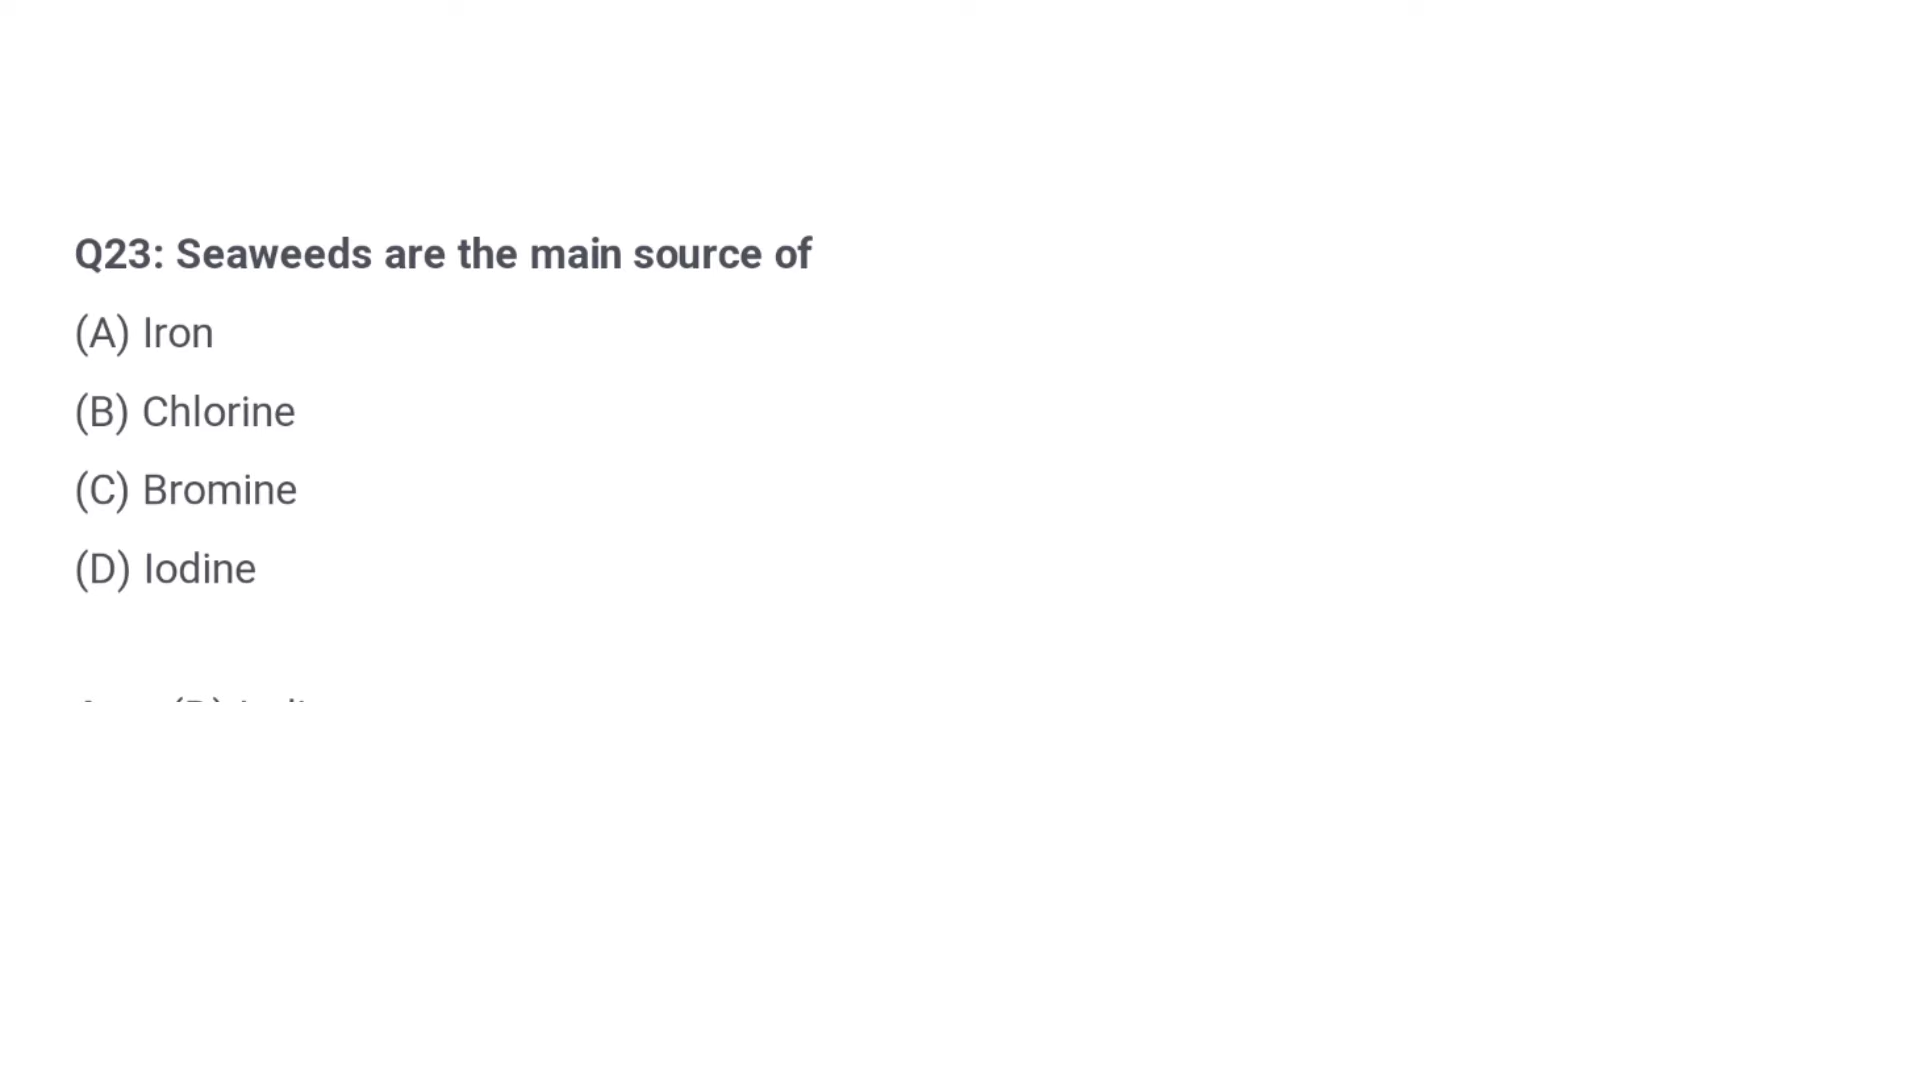 Q23: Seaweeds are the main source of
(A) Iron
(B) Chlorine
(C) Bromine
(D) Iodine